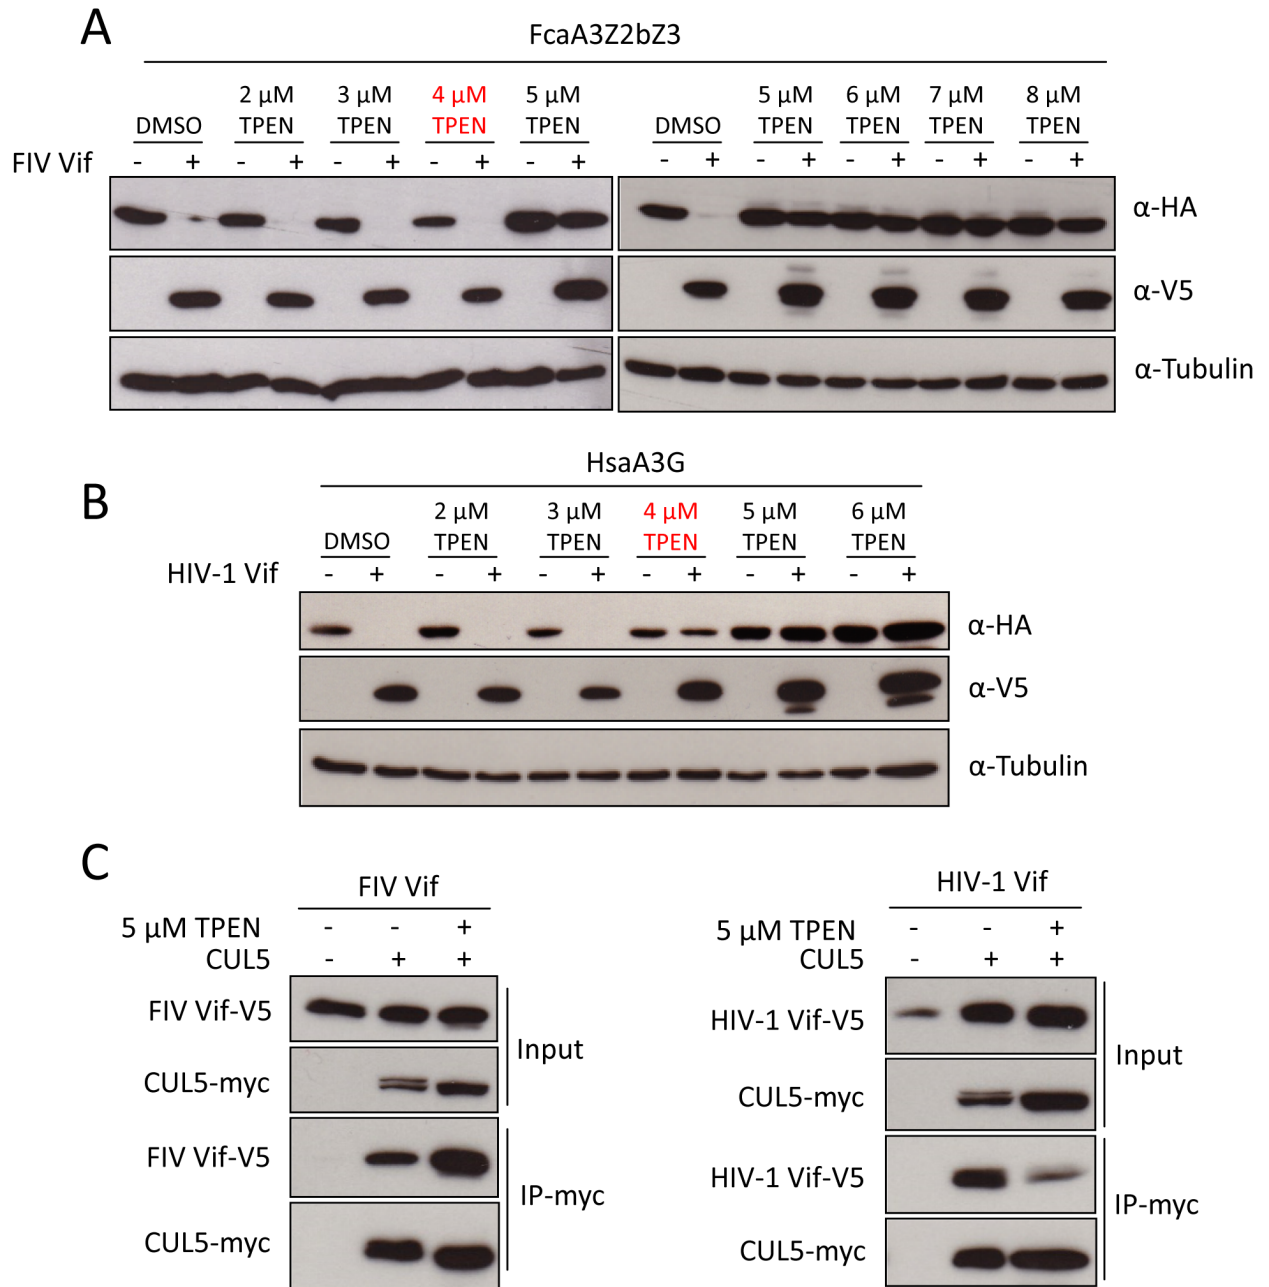 A
FcaA3Z2bZ3
2 µM 3 µM 4 µM 5 µM 5 µM 6 µM 7 µM 8 µM
DMSO TPEN TPEN TPEN TPEN DMSO TPEN TPEN TPEN TPEN
FIV Vif - + - + - + - + - + - + - + - + - + - +
α-HA
α-V5
α-Tubulin
HsaA3G
B
2 µM 3 µM 4 µM 5 µM 6 µM
DMSO TPEN TPEN TPEN TPEN TPEN
HIV-1 Vif - + - + - + - + - + - +
α-HA
α-V5
α-Tubulin
C
FIV Vif
5 µM TPEN - - +
CUL5 - + +
FIV Vif-V5
CUL5-myc
Input
FIV Vif-V5
CUL5-myc
IP-myc
HIV-1 Vif
5 µM TPEN - - +
CUL5 - + +
HIV-1 Vif-V5
CUL5-myc
Input
HIV-1 Vif-V5
CUL5-myc
IP-myc